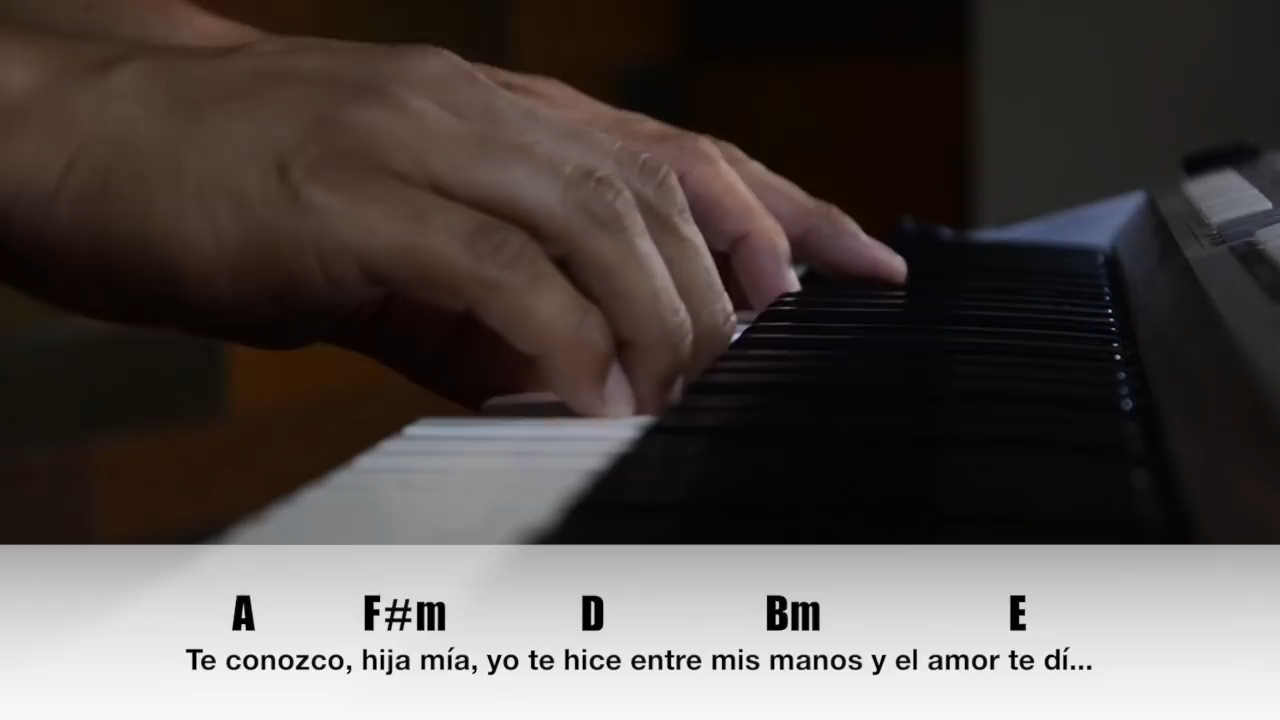 A F#m D Bm E
Te conozco, hija mía, yo te hice entre mis manos y el amor te dí...